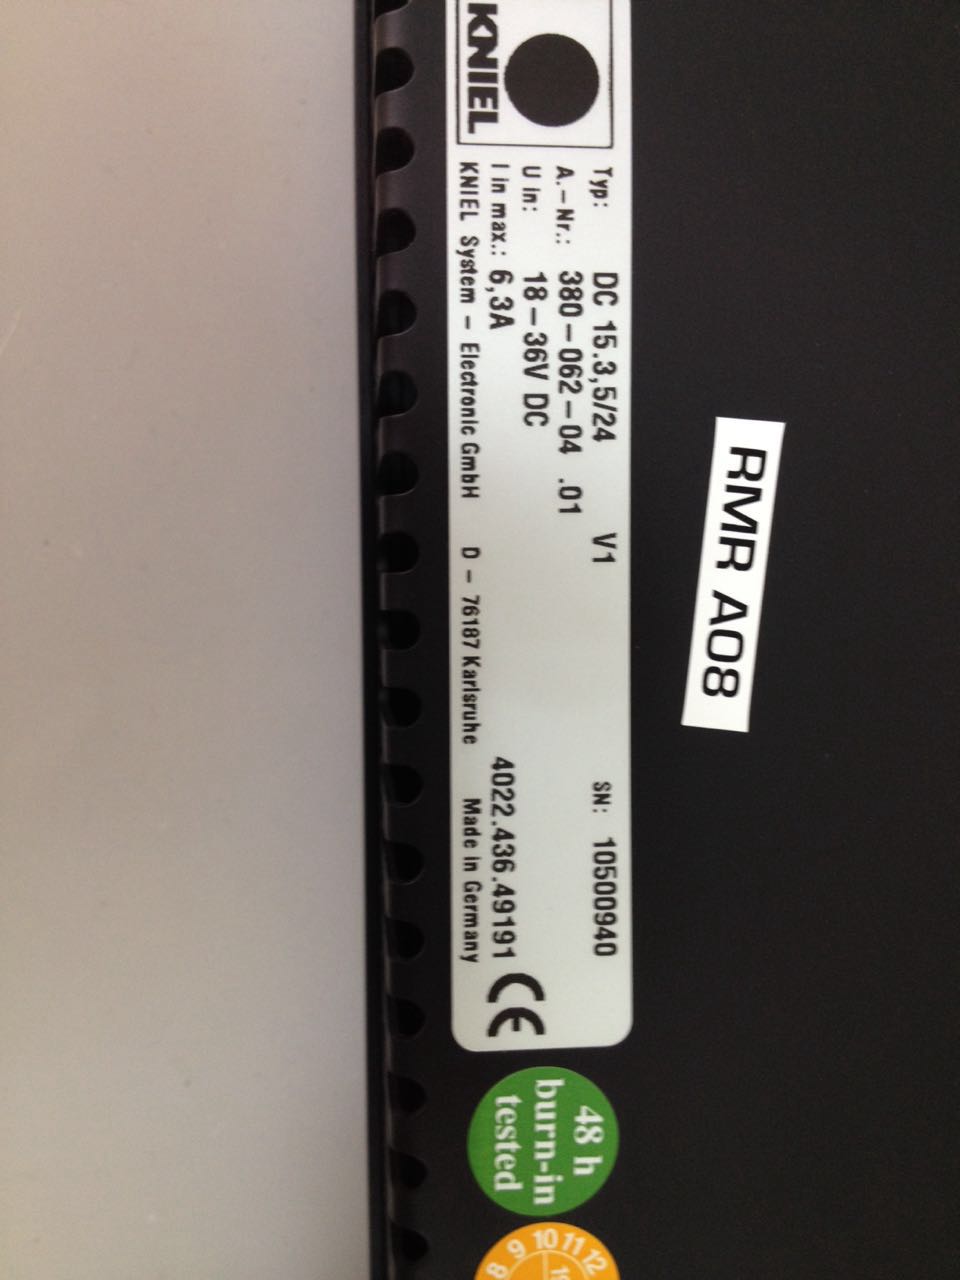 KNIEL
Typ: DC 15.3,5/24 V1 SN: 10500940
A.-Nr.: 380-062-04 .01
U in: 18-36V DC
I in max.: 6,3A 4022.436.49191 CE
KNIEL System - Electronic GmbH D - 76187 Karlsruhe Made in Germany
RMR A08
48 h
burn-in
tested
8 9 10 11 12